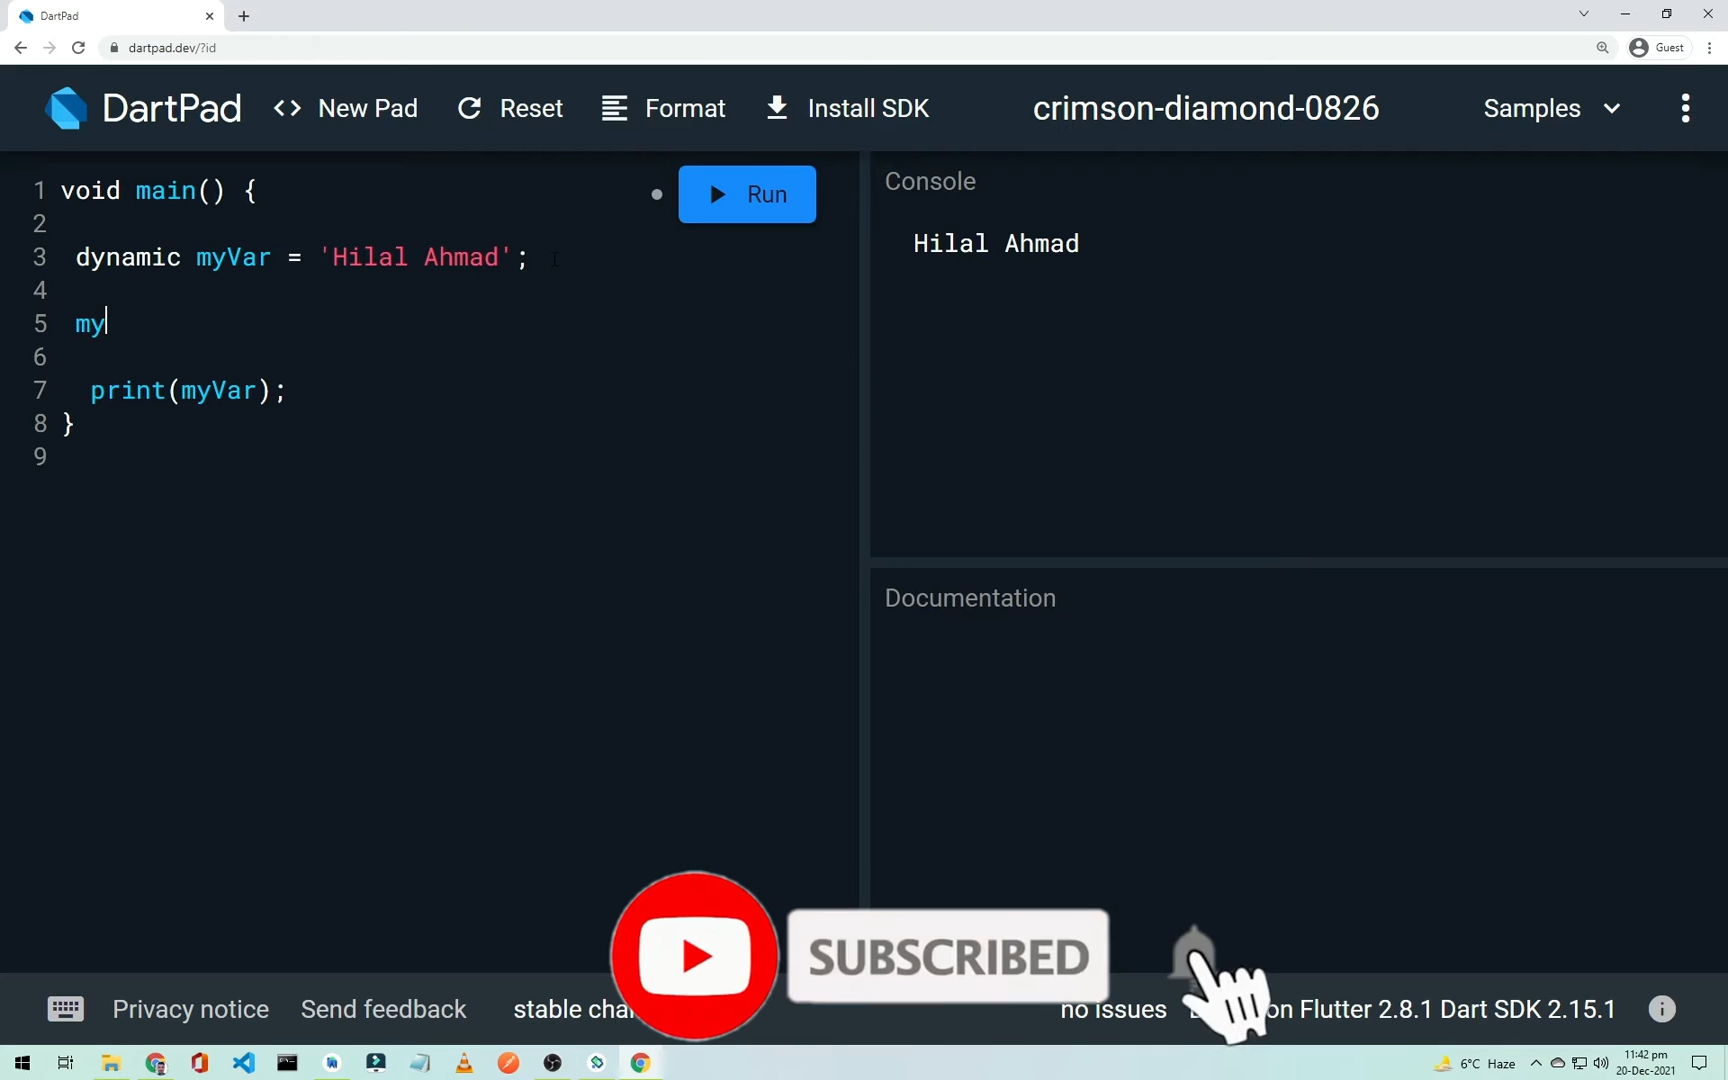 DartPad
dartpad.dev/?id
Guest
DartPad
New Pad
Reset
Format
Install SDK
crimson-diamond-0826
Samples
1 void main() {
2
3 dynamic myVar = 'Hilal Ahmad';
4
5 my
6
7 print(myVar);
8 }
9
Run
Console
Hilal Ahmad
Documentation
SUBSCRIBED
Privacy notice
Send feedback
stable
no issues
on Flutter 2.8.1 Dart SDK 2.15.1
6°C Haze
11:42 pm
20-Dec-2021